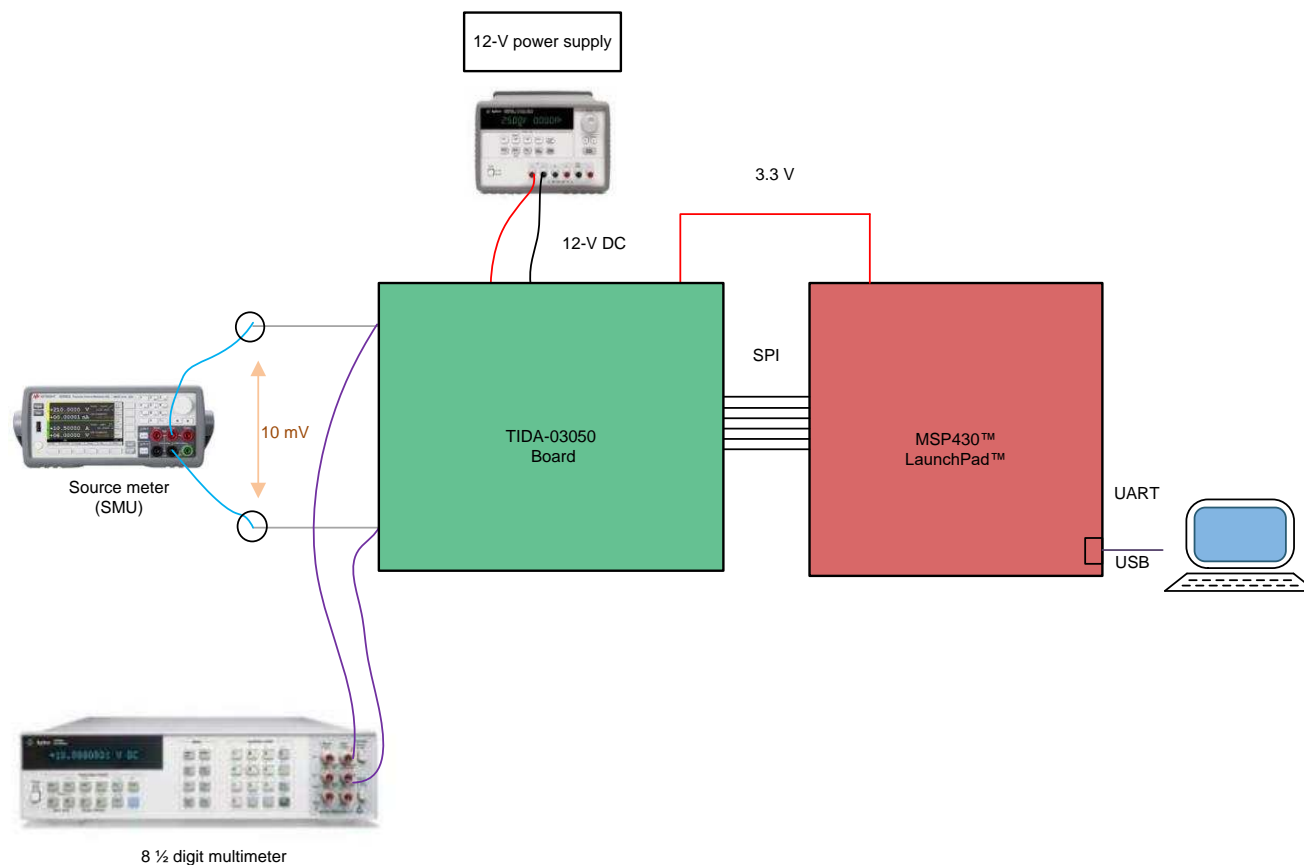 12-V power supply
3.3 V
12-V DC
SPI
10 mV
TIDA-03050
Board
MSP430™
LaunchPad™
Source meter
(SMU)
UART
USB
8 ½ digit multimeter